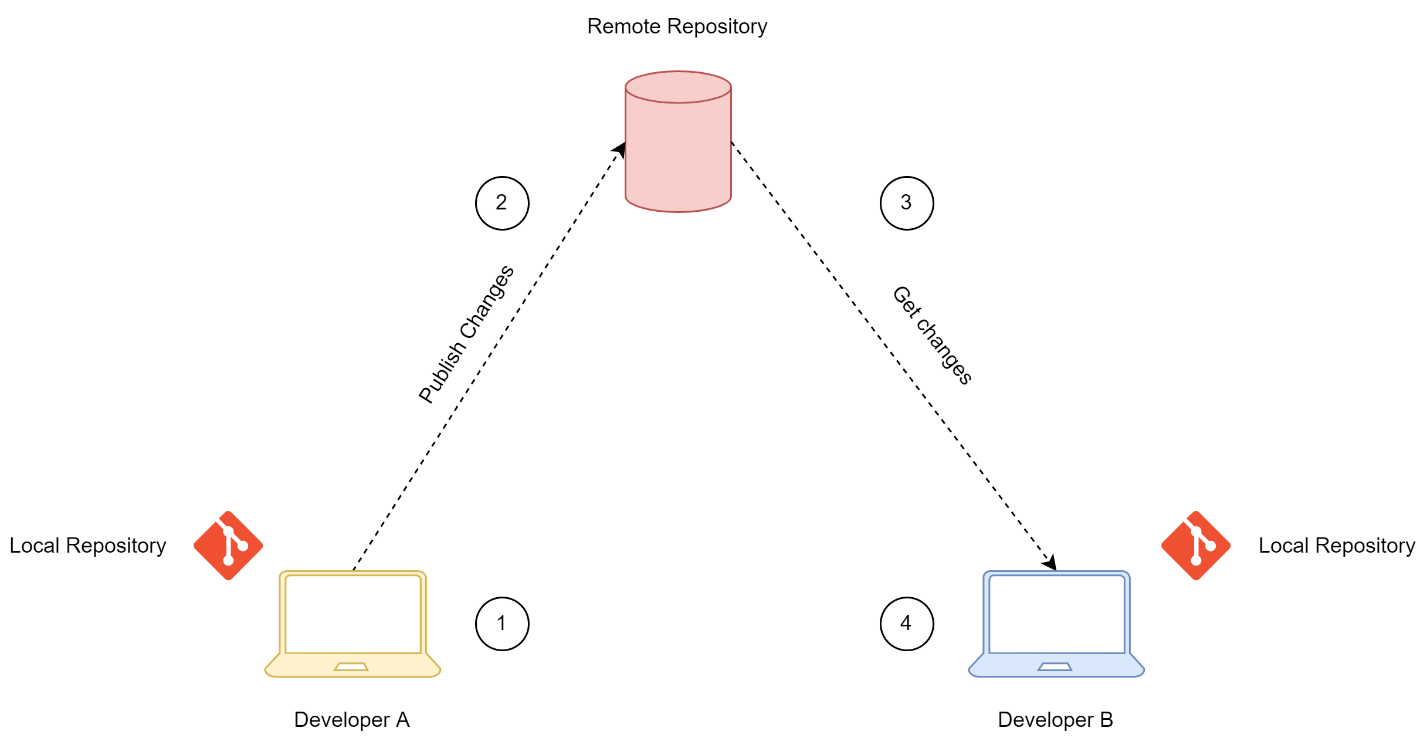 Remote Repository
2
3
Publish Changes
Get changes
Local Repository
Local Repository
1
4
Developer A
Developer B